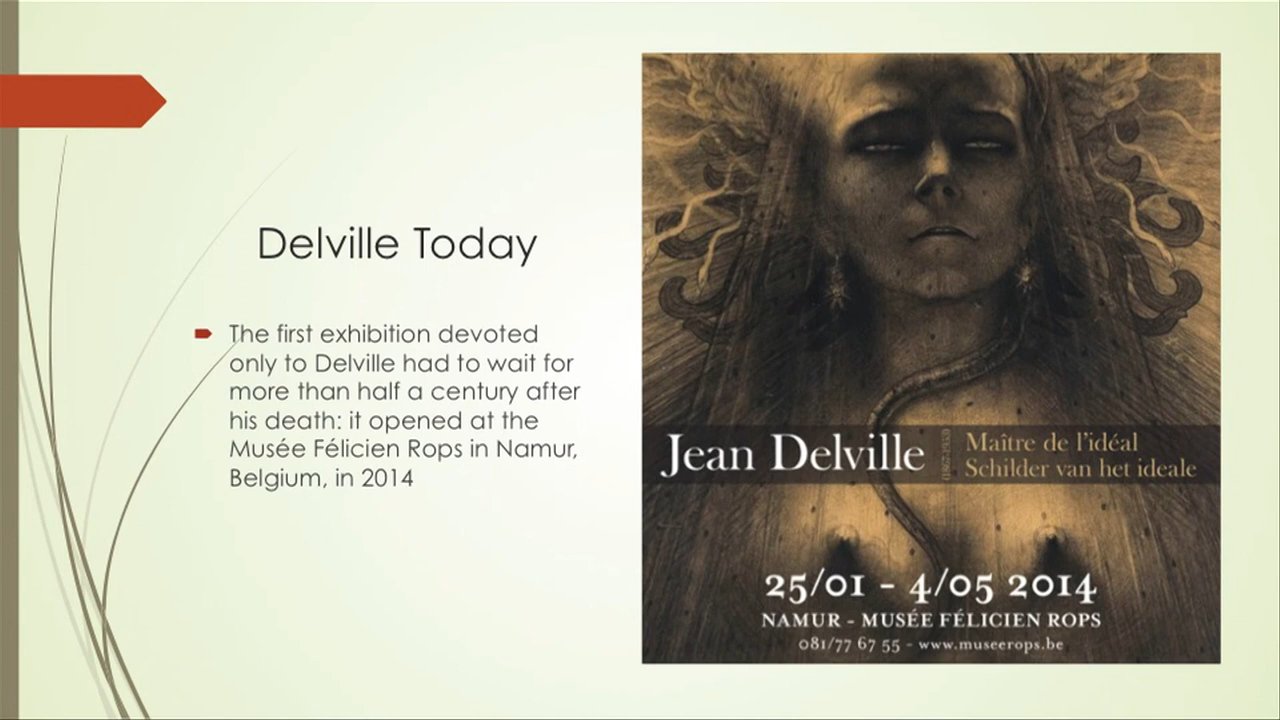 Delville Today
The first exhibition devoted
only to Delville had to wait for
more than half a century after
his death: it opened at the
Musée Félicien Rops in Namur,
Belgium, in 2014
Jean Delville
(1867-1953)
Maître de l'idéal
Schilder van het ideale
25/01 - 4/05 2014
NAMUR - MUSÉE FÉLICIEN ROPS
081/77 67 55 - www.museerops.be